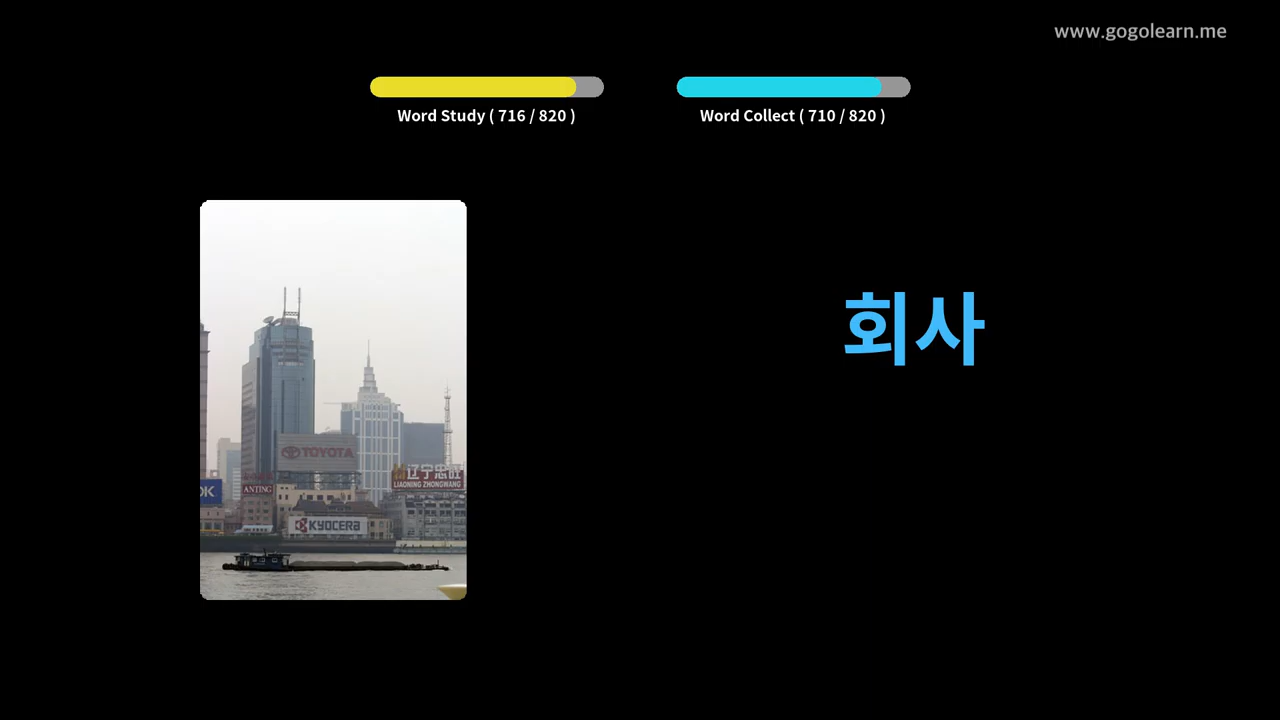 www.gogolearn.me
Word Study ( 716 / 820 )
Word Collect ( 710 / 820 )
회사
TOYOTA
辽宁忠旺
LIAONING ZHONGWANG
OK
ANTING
KYOCERA